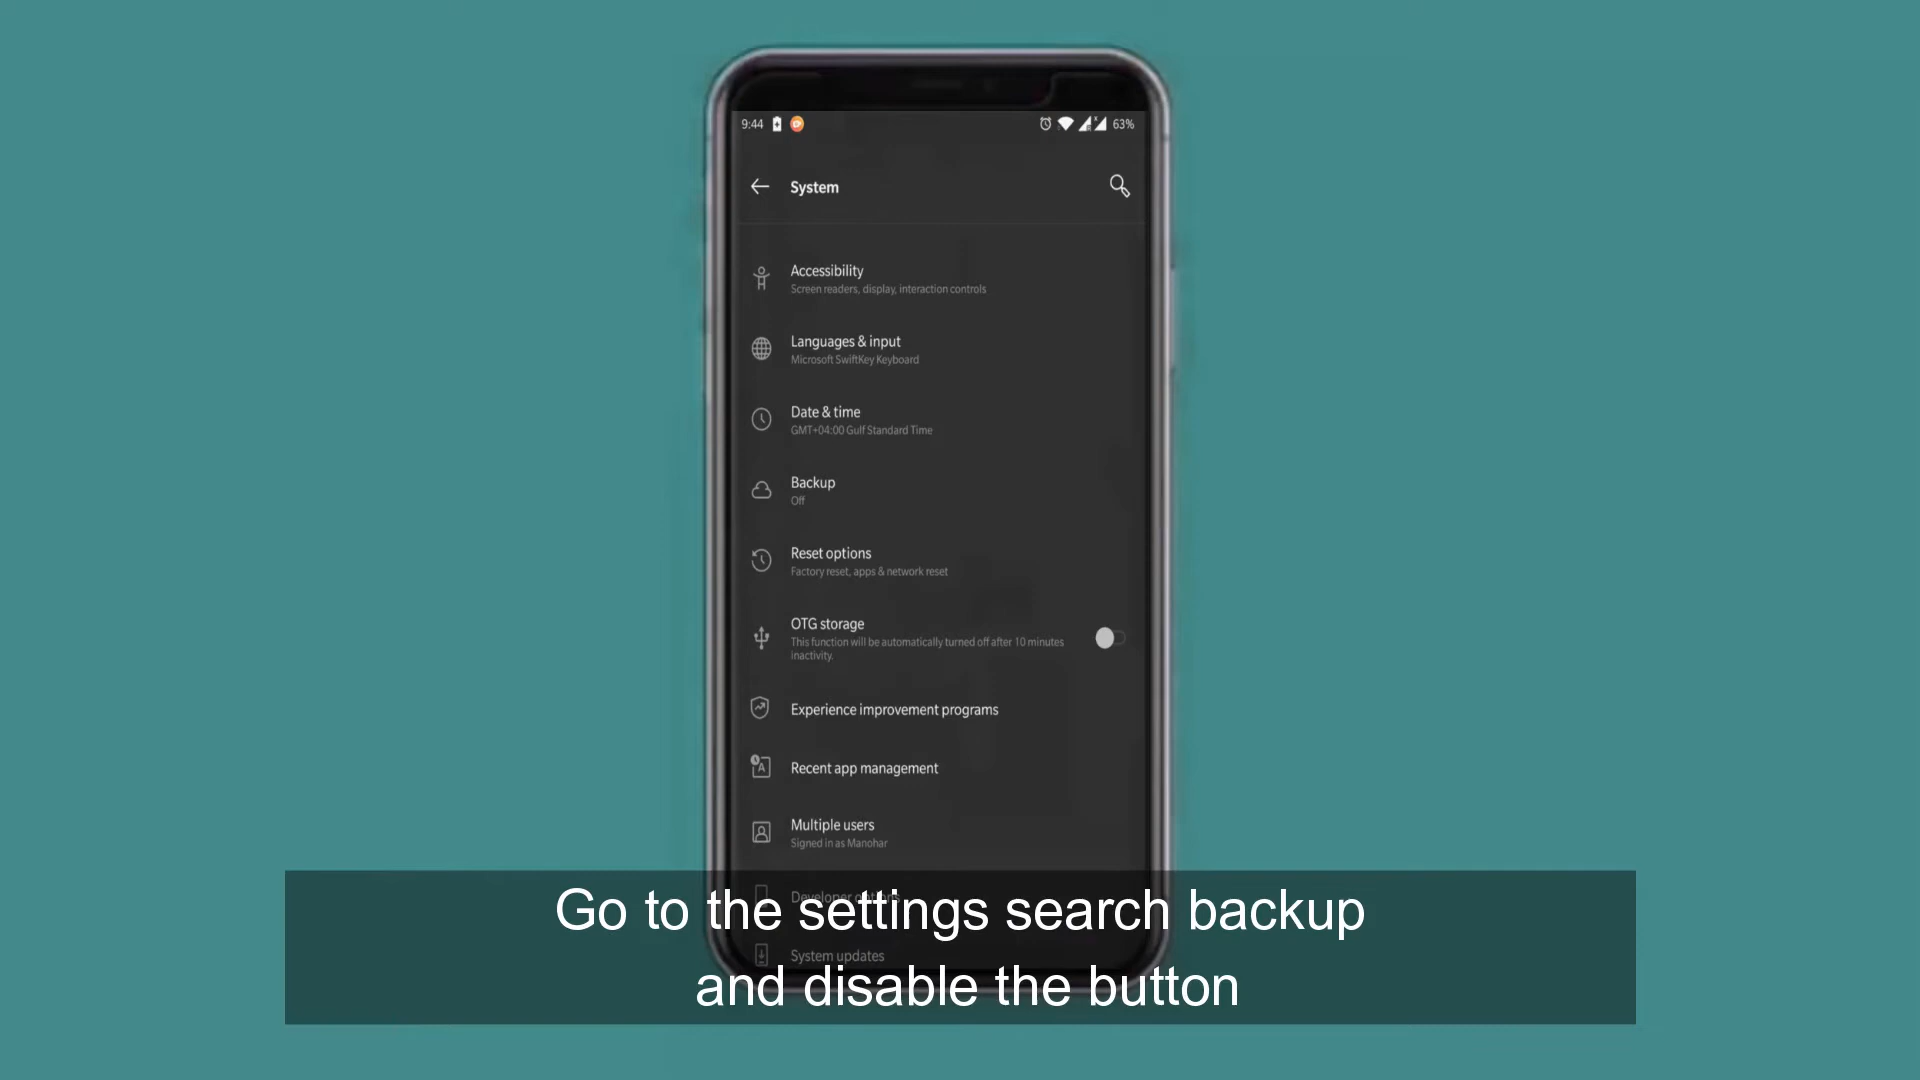 9:44
63%
System
Accessibility
Screen readers, display, interaction controls
Languages & input
Microsoft SwiftKey Keyboard
Date & time
GMT+04:00 Gulf Standard Time
Backup
Off
Reset options
Factory reset, apps & network reset
OTG storage
This function will be automatically turned off after 10 minutes
inactivity.
Experience improvement programs
Recent app management
Multiple users
Signed in as Manohar
Developer options
Go to the settings search backup
System updates
and disable the button